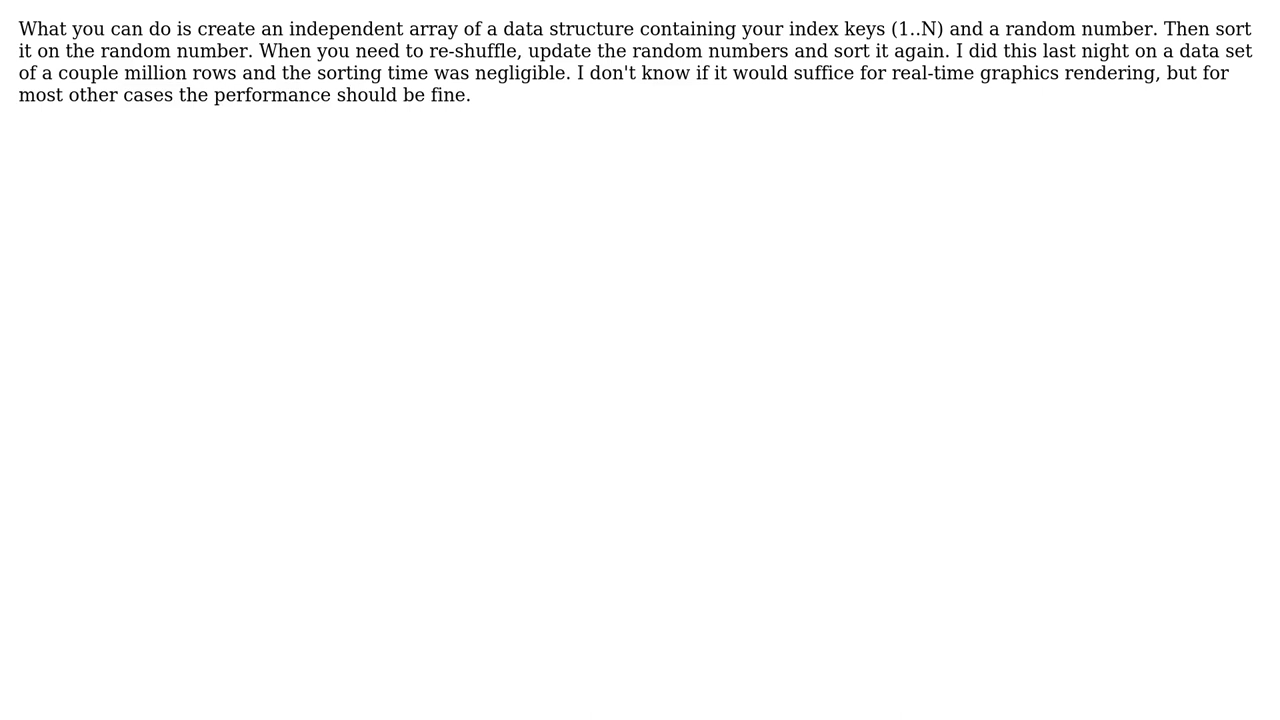 What you can do is create an independent array of a data structure containing your index keys (1..N) and a random number. Then sort
it on the random number. When you need to re-shuffle, update the random numbers and sort it again. I did this last night on a data set
of a couple million rows and the sorting time was negligible. I don't know if it would suffice for real-time graphics rendering, but for
most other cases the performance should be fine.